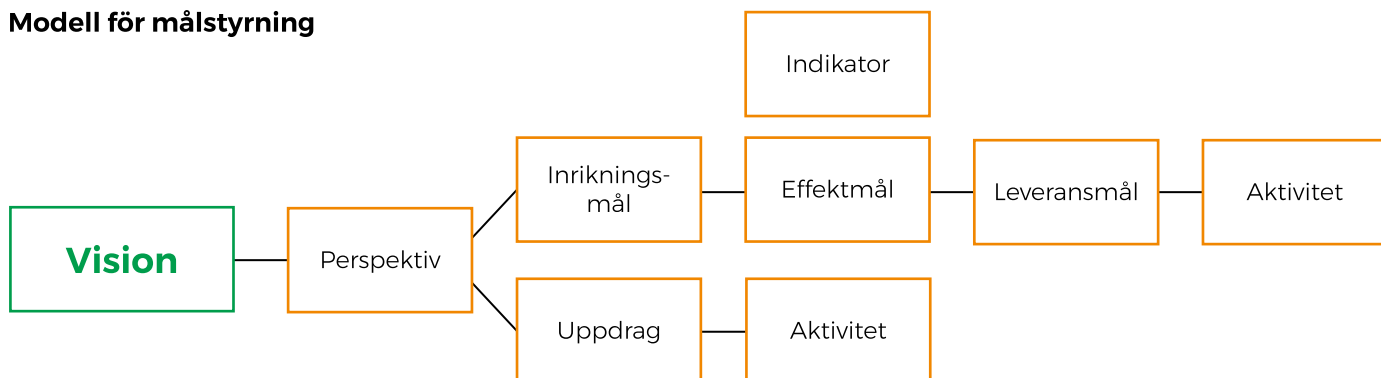 Modell för målstyrning
Indikator
Inriknings-
mål
Effektmål
Leveransmål
Aktivitet
Vision
Perspektiv
Uppdrag
Aktivitet